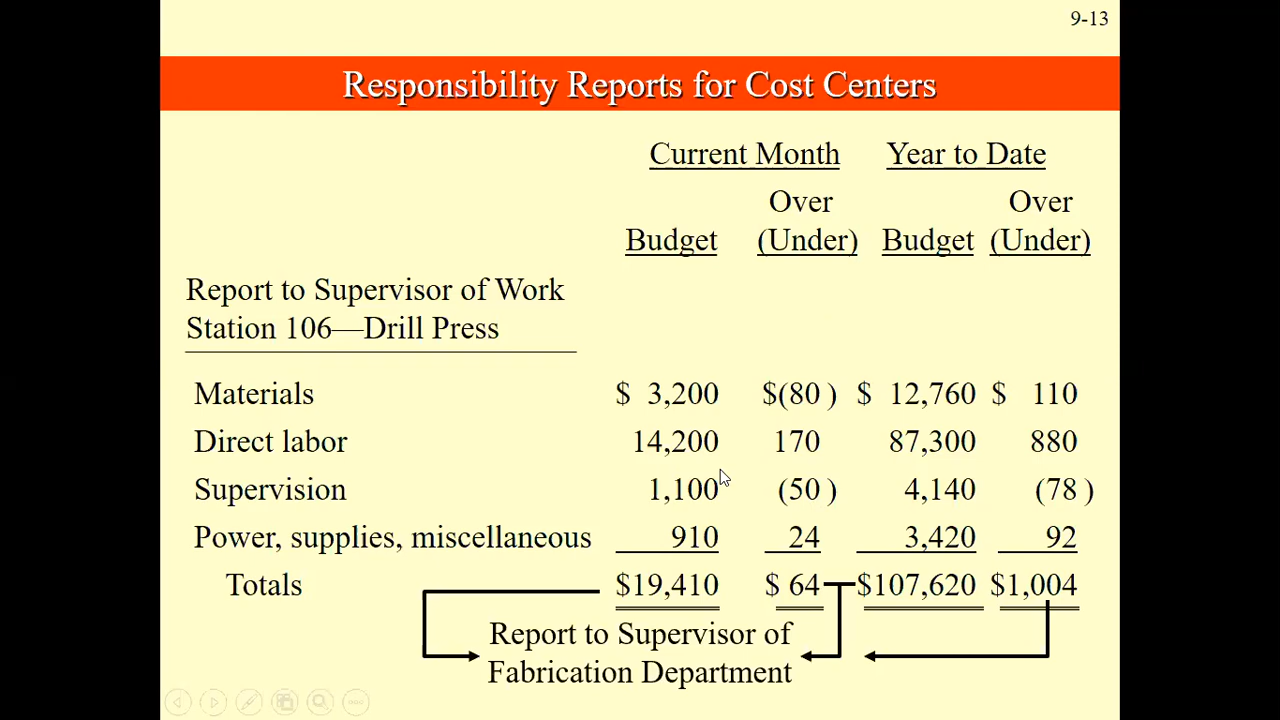 9-13
Responsibility Reports for Cost Centers
Current Month Year to Date
Over Over
Budget (Under) Budget (Under)
Report to Supervisor of Work
Station 106—Drill Press
Materials $ 3,200 $(80 ) $ 12,760 $ 110
Direct labor 14,200 170 87,300 880
Supervision 1,100 (50 ) 4,140 (78 )
Power, supplies, miscellaneous 910 24 3,420 92
Totals $19,410 $ 64 $107,620 $1,004
Report to Supervisor of
Fabrication Department